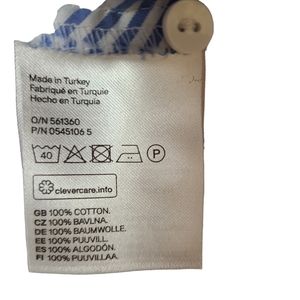 Made in Turkey
Fabriqué en Turquie
Hecho en Turquia
O/N 561360
P/N 0545106 5
40 P
clevercare.info
GB 100% COTTON.
CZ 100% BAVLNA.
DE 100% BAUMWOLLE.
EE 100% PUUVILL.
ES 100% ALGODÓN.
FI 100% PUUVILLAA.